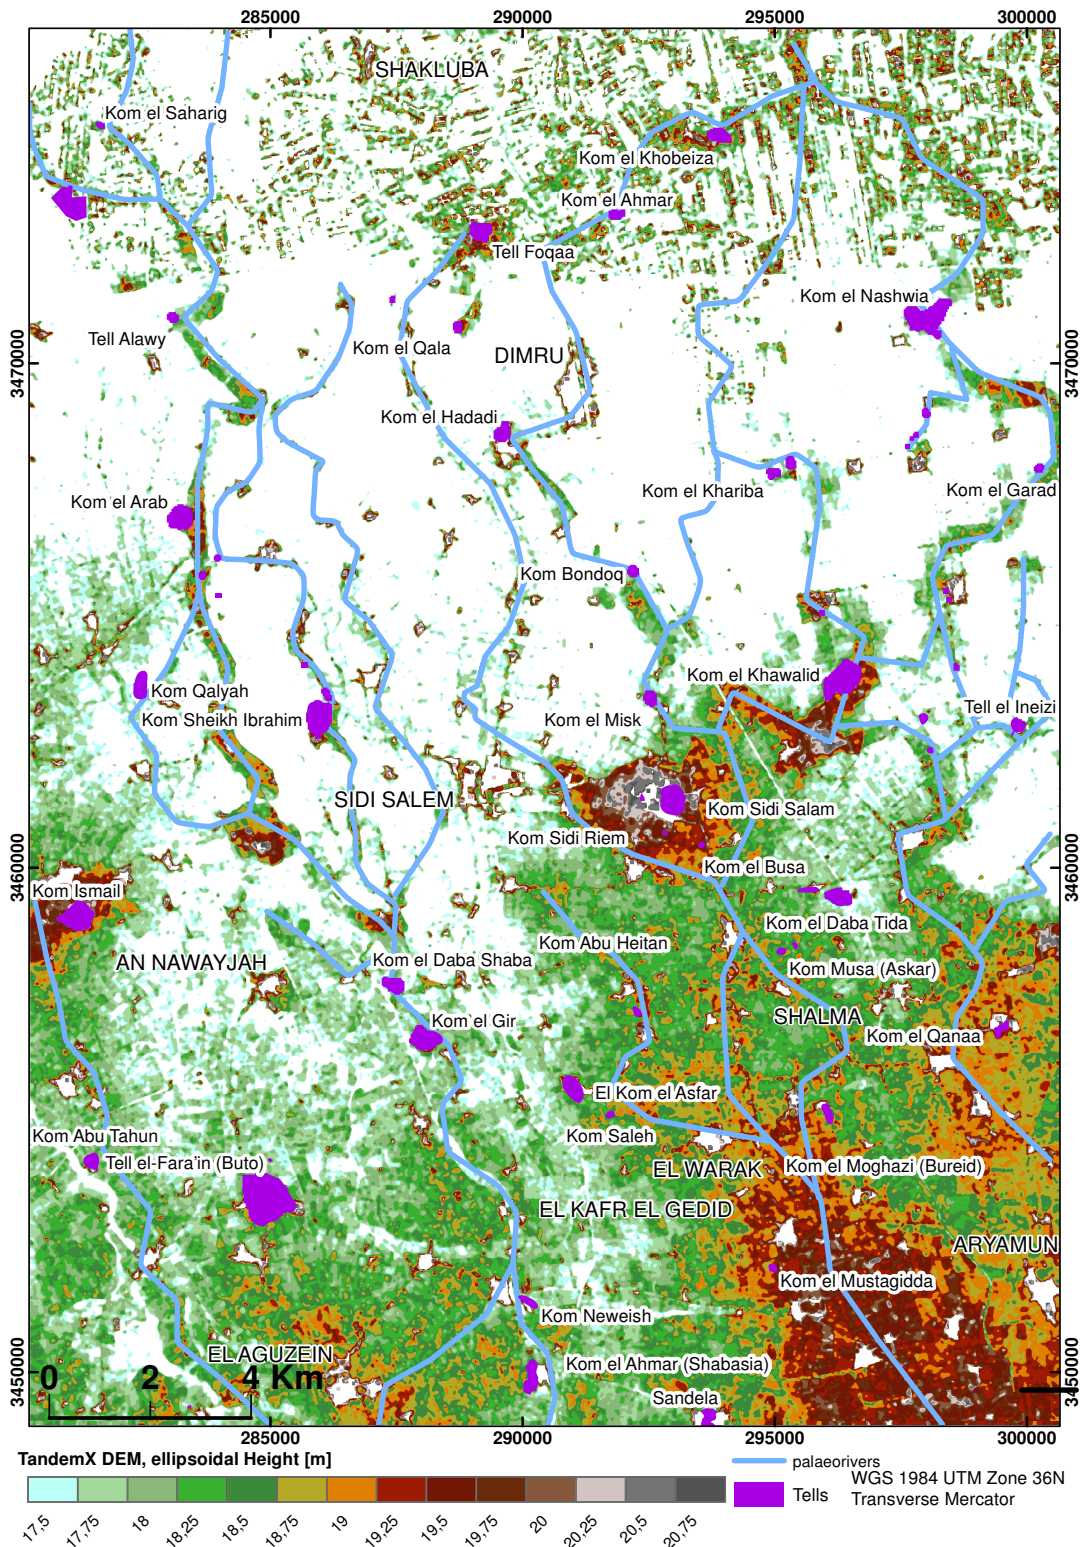 285000 290000 295000 300000
SHAKLUBA
Kom el Saharig
Kom el Khobeiza
Kom el Ahmar
Tell Foqaa
Kom el Nashwia
Tell Alawy
Kom el Qala
DIMRU
3470000
3470000
Kom el Hadadi
Kom el Khariba
Kom el Garad
Kom el Arab
Kom Bondoq
Kom el Khawalid
Kom Qalyah
Kom Sheikh Ibrahim
Kom el Misk
Tell el Ineizi
SIDI SALEM
Kom Sidi Salam
Kom Sidi Riem
Kom el Busa
3460000
3460000
Kom Ismail
Kom el Daba Tida
Kom Abu Heitan
AN NAWAYJAH
Kom el Daba Shaba
Kom Musa (Askar)
SHALMA
Kom el Gir
Kom el Qanaa
El Kom el Asfar
Kom Saleh
Kom Abu Tahun
Tell el-Fara'in (Buto)
EL WARAK
Kom el Moghazi (Bureid)
EL KAFR EL GEDID
ARYAMUN
Kom el Mustagidda
Kom Neweish
EL AGUZEIN
Kom el Ahmar (Shabasia)
0 2 4 Km
Sandela
3450000
3450000
285000 290000 295000 300000
TandemX DEM, ellipsoidal Height [m]
17,5 17,75 18 18,25 18,5 18,75 19 19,25 19,5 19,75 20 20,25 20,5 20,75
palaeorivers
Tells
WGS 1984 UTM Zone 36N
Transverse Mercator